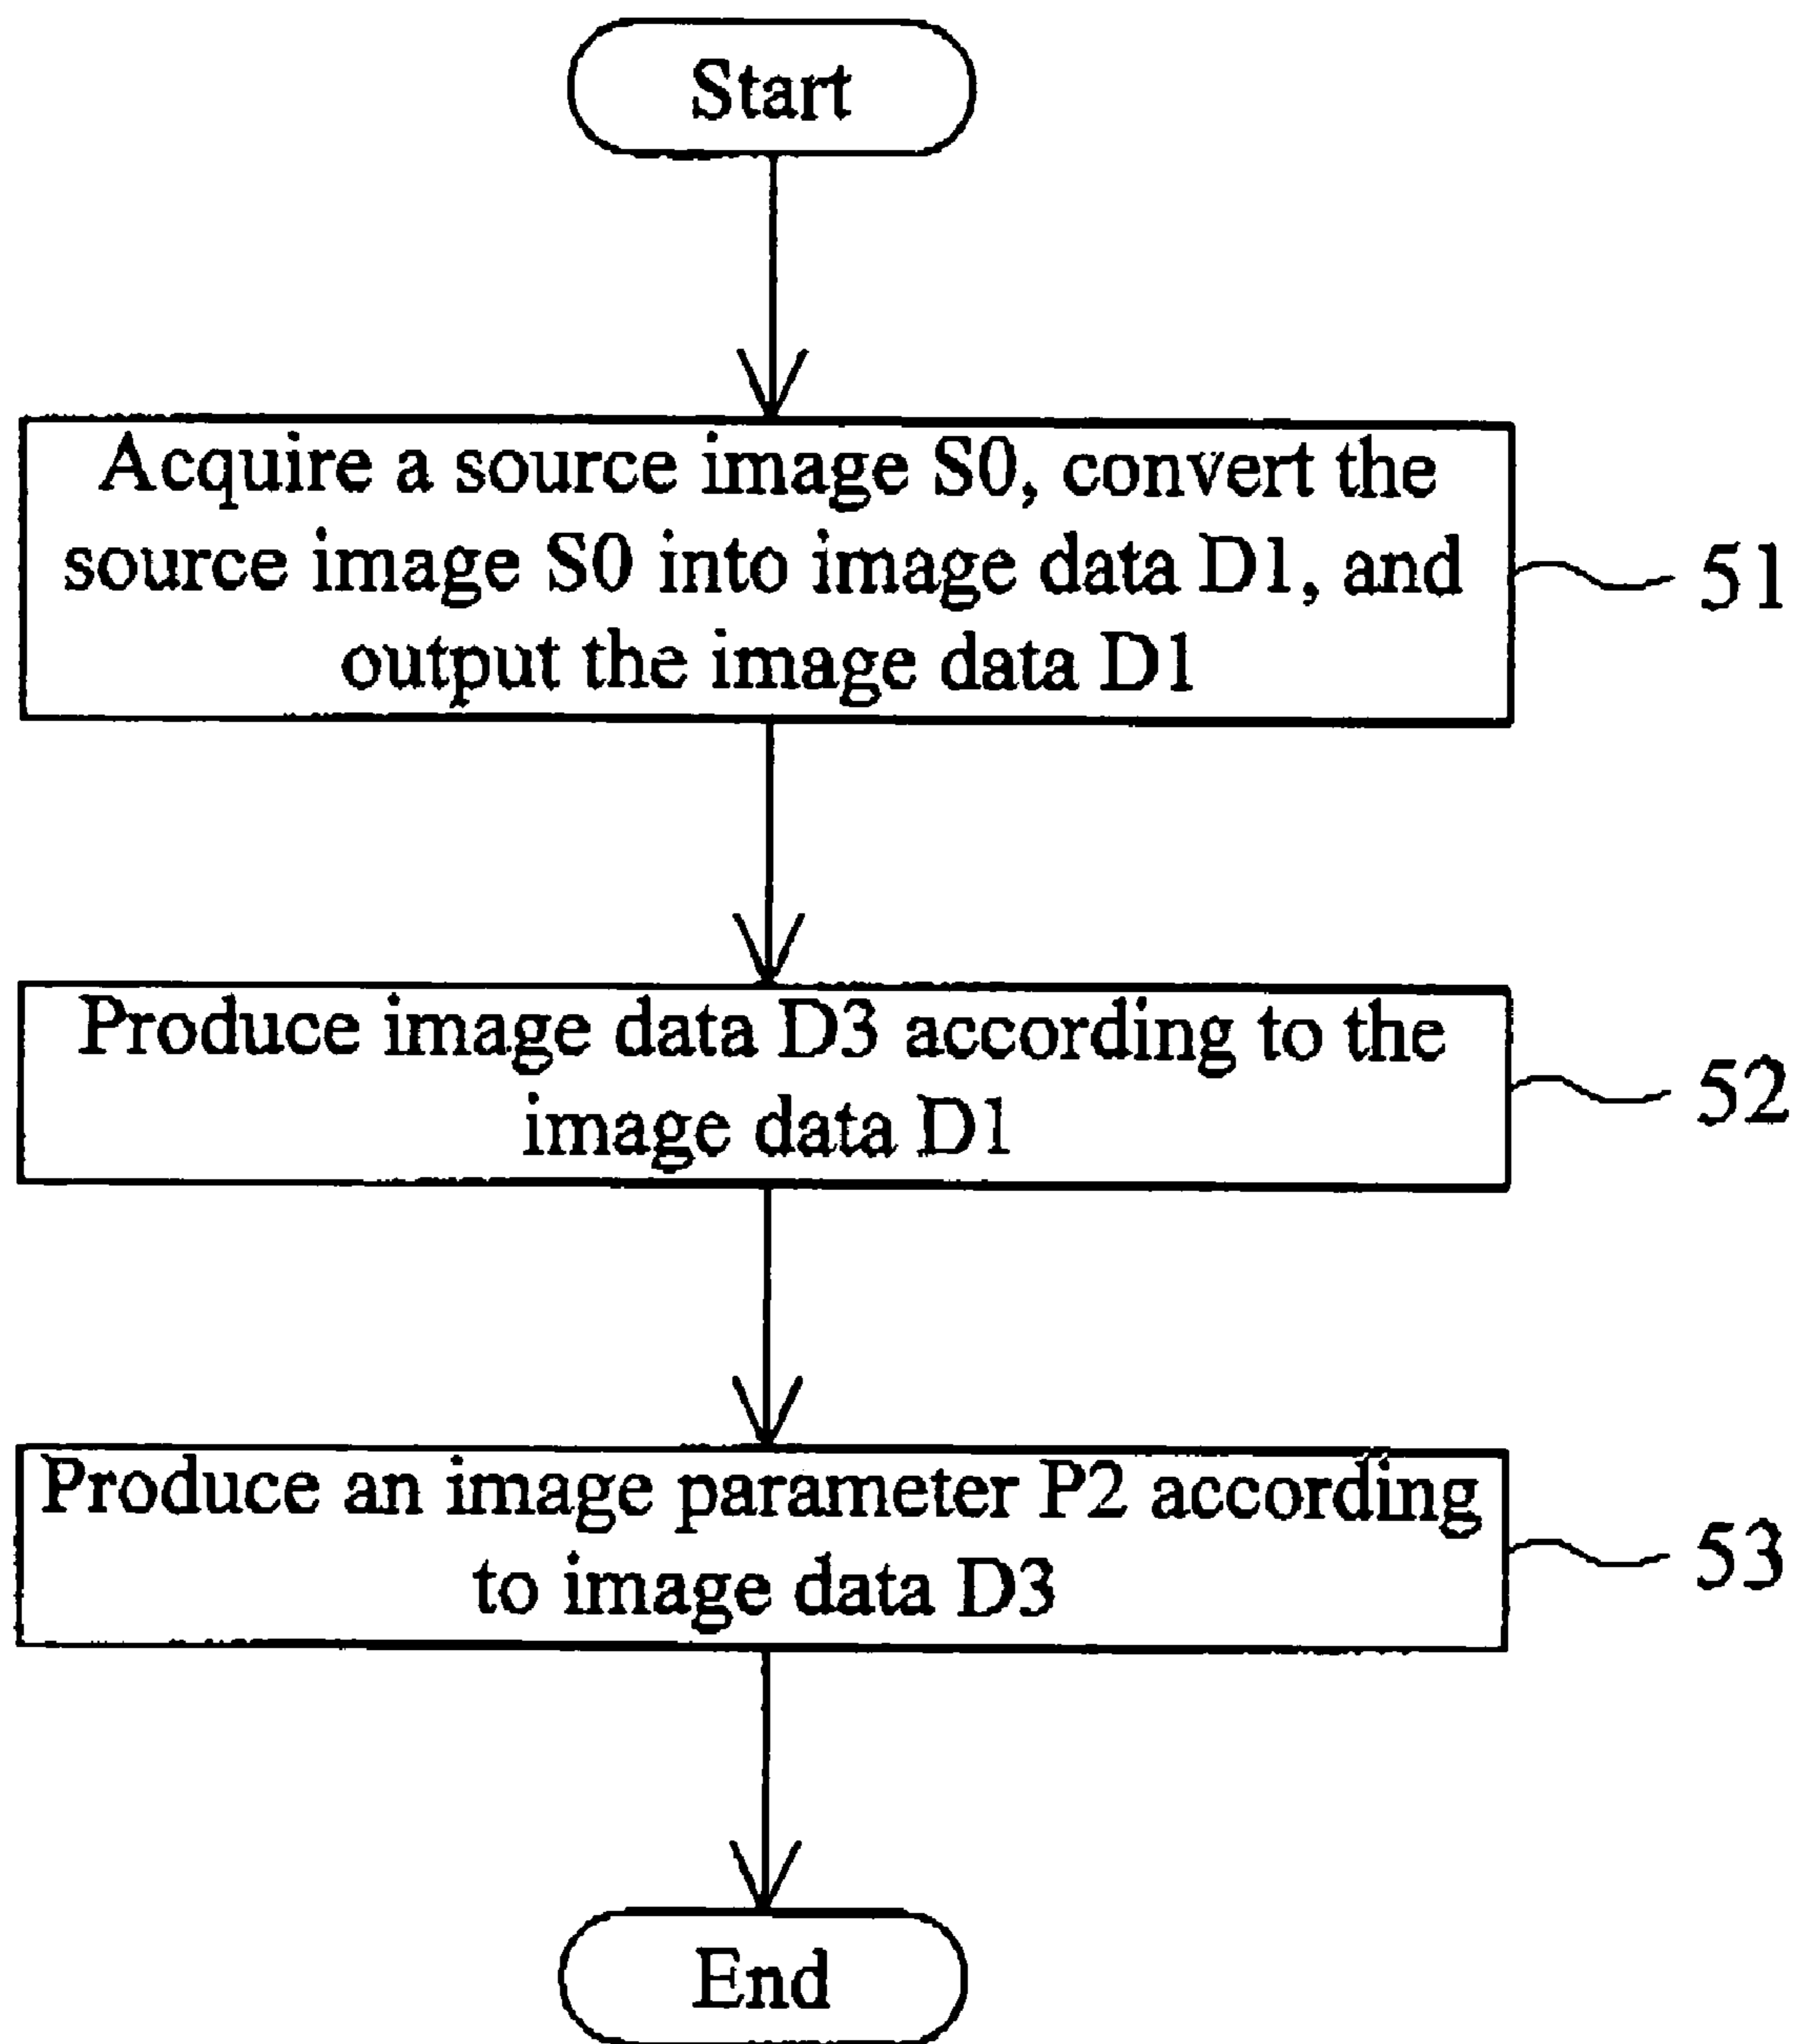 Start
Acquire a source image S0, convert the
source image S0 into image data D1, and
output the image data D1
51
Produce image data D3 according to the
image data D1
52
Produce an image parameter P2 according
to image data D3
53
End